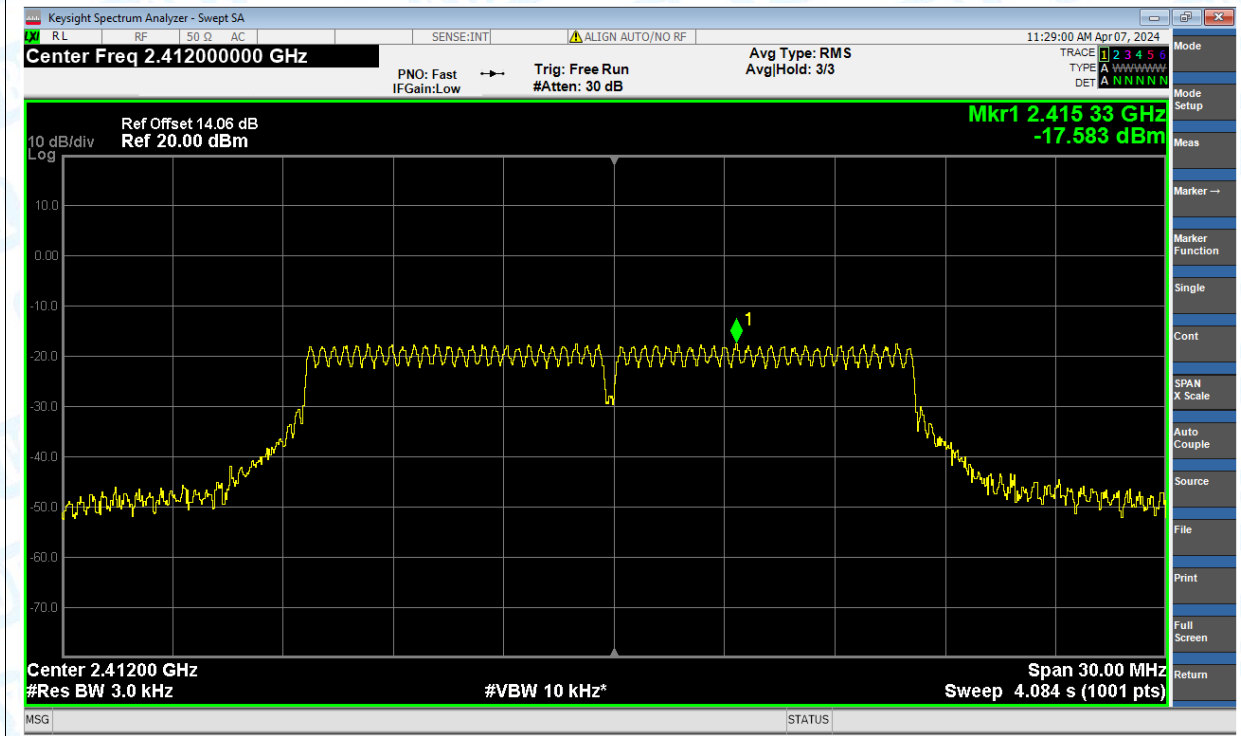 Keysight Spectrum Analyzer - Swept SA
LXI RL RF 50 Ω AC SENSE:INT ALIGN AUTO/NO RF 11:29:00 AM Apr 07, 2024
Center Freq 2.412000000 GHz
PNO: Fast
IFGain:Low
Trig: Free Run
#Atten: 30 dB
Avg Type: RMS
Avg|Hold: 3/3
TRACE 1 2 3 4 5 6
TYPE A WWWWW
DET A N N N N N
Mkr1 2.415 33 GHz
-17.583 dBm
Ref Offset 14.06 dB
10 dB/div Ref 20.00 dBm
Log
10.0
0.00
-10.0
-20.0
-30.0
-40.0
-50.0
-60.0
-70.0
1
Center 2.41200 GHz Span 30.00 MHz
#Res BW 3.0 kHz #VBW 10 kHz* Sweep 4.084 s (1001 pts)
MSG STATUS
Mode
Mode
Setup
Meas
Marker →
Marker
Function
Single
Cont
SPAN
X Scale
Auto
Couple
Source
File
Print
Full
Screen
Return